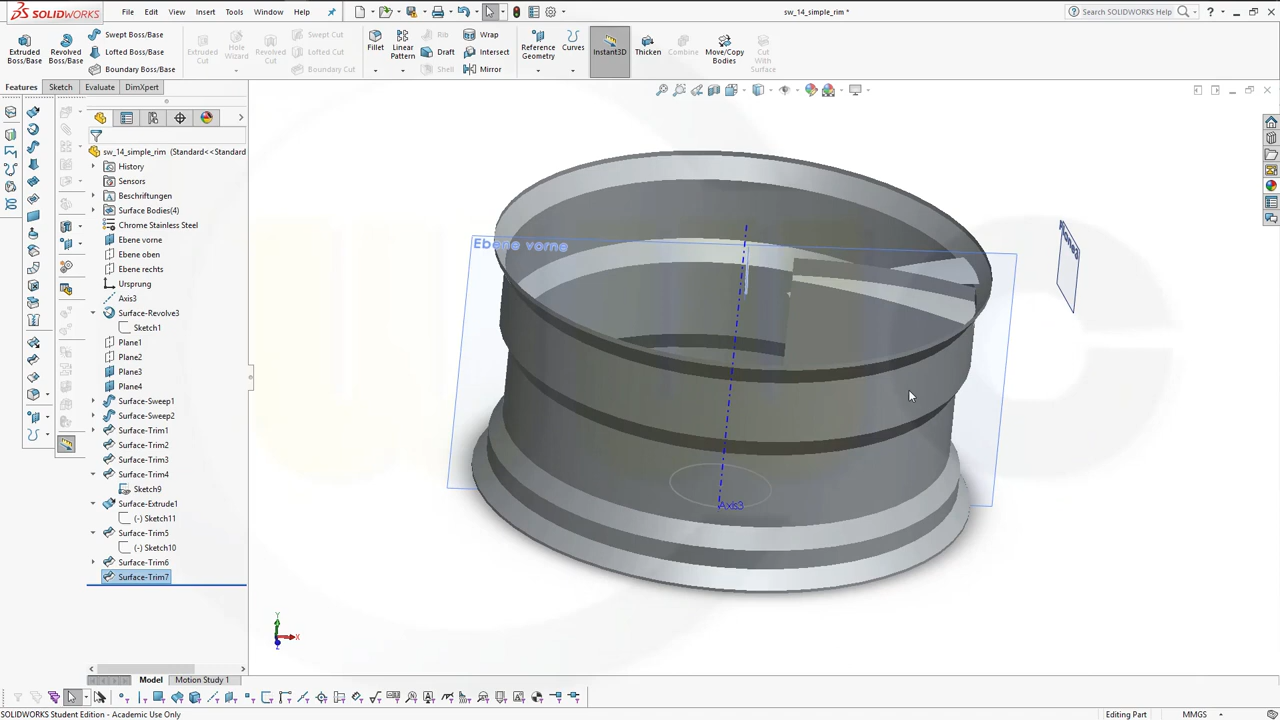 SOLIDWORKS
File
Edit
View
Insert
Tools
Window
Help
sw_14_simple_rim *
Search SOLIDWORKS Help
Extruded Boss/Base
Revolved Boss/Base
Swept Boss/Base
Lofted Boss/Base
Boundary Boss/Base
Extruded Cut
Hole Wizard
Revolved Cut
Swept Cut
Lofted Cut
Boundary Cut
Fillet
Linear Pattern
Rib
Draft
Shell
Wrap
Intersect
Mirror
Reference Geometry
Curves
Instant3D
Thicken
Combine
Move/Copy Bodies
Cut With Surface
Features
Sketch
Evaluate
DimXpert
sw_14_simple_rim (Standard<<Standard
History
Sensors
Beschriftungen
Surface Bodies(4)
Chrome Stainless Steel
Ebene vorne
Ebene oben
Ebene rechts
Ursprung
Axis3
Surface-Revolve3
Sketch1
Plane1
Plane2
Plane3
Plane4
Surface-Sweep1
Surface-Sweep2
Surface-Trim1
Surface-Trim2
Surface-Trim3
Surface-Trim4
Sketch9
Surface-Extrude1
(-) Sketch11
Surface-Trim5
(-) Sketch10
Surface-Trim6
Surface-Trim7
Ebene vorne
Axis3
Y
X
Z
Model
Motion Study 1
SOLIDWORKS Student Edition - Academic Use Only
Editing Part
MMGS